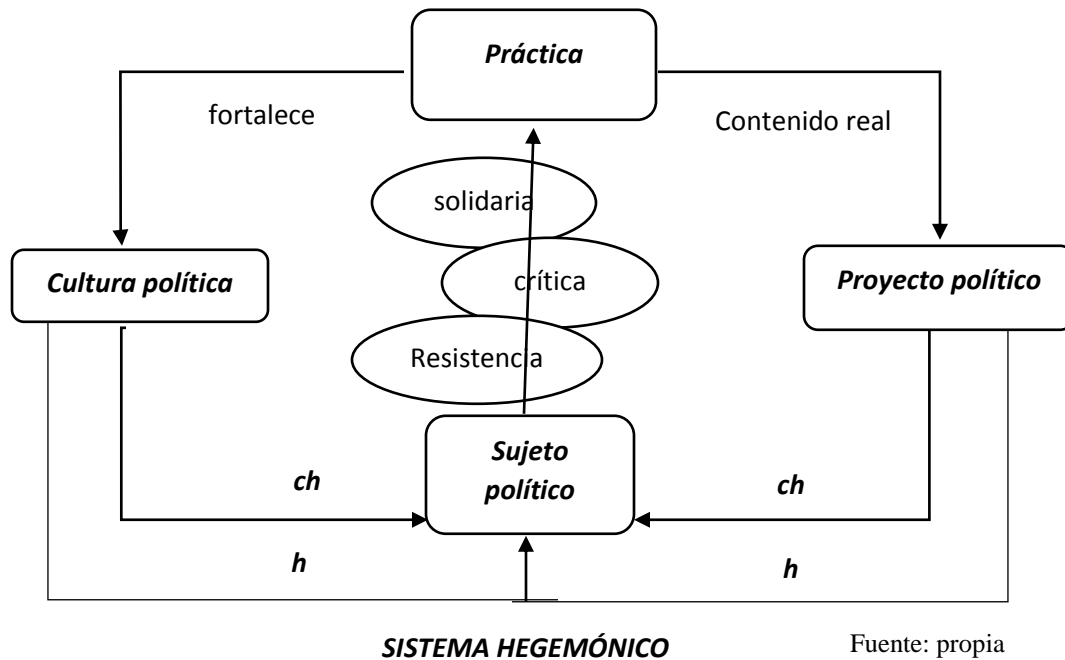 Práctica
fortalece
Contenido real
solidaria
Cultura política
crítica
Proyecto político
Resistencia
Sujeto
político
ch
ch
h
h
SISTEMA HEGEMÓNICO
Fuente: propia